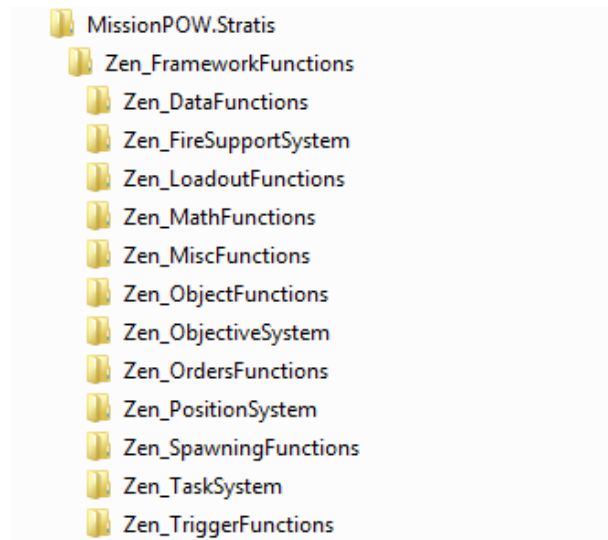 MissionPOW.Stratis
Zen_FrameworkFunctions
Zen_DataFunctions
Zen_FireSupportSystem
Zen_LoadoutFunctions
Zen_MathFunctions
Zen_MiscFunctions
Zen_ObjectFunctions
Zen_ObjectiveSystem
Zen_OrdersFunctions
Zen_PositionSystem
Zen_SpawningFunctions
Zen_TaskSystem
Zen_TriggerFunctions